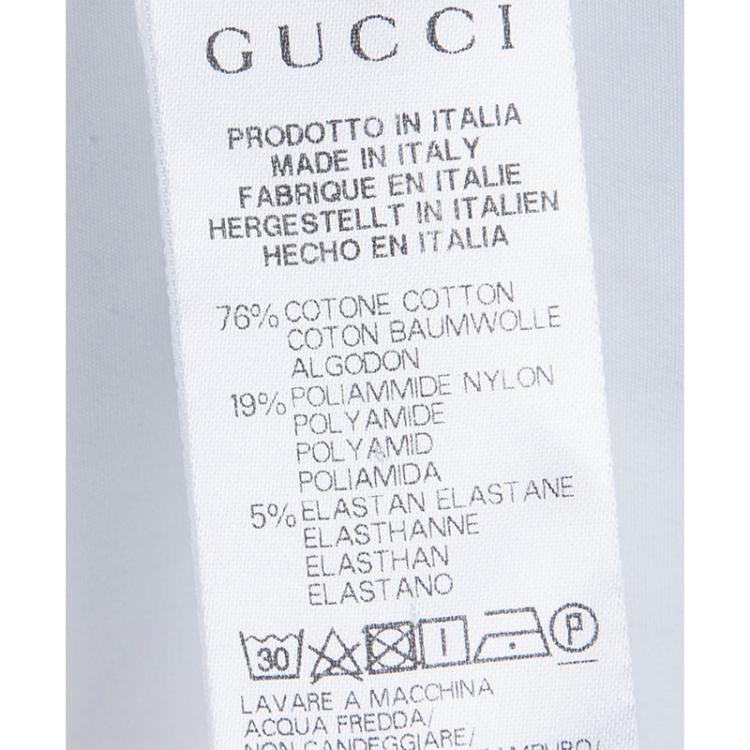 GUCCI
PRODOTTO IN ITALIA
MADE IN ITALY
FABRIQUE EN ITALIE
HERGESTELLT IN ITALIEN
HECHO EN ITALIA
76% COTONE COTTON
COTON BAUMWOLLE
ALGODON
19% POLIAMMIDE NYLON
POLYAMIDE
POLYAMID
POLIAMIDA
5% ELASTAN ELASTANE
ELASTHANNE
ELASTHAN
ELASTANO
30 P
LAVARE A MACCHINA
ACQUA FREDDA/
NON CANDEGGIARE/